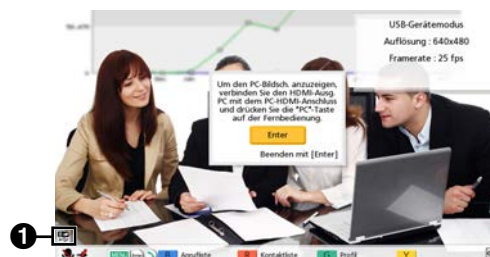 USB-Gerätemodus
Auflösung : 640x480
Framerate : 25 fps
Um den PC-Bildsch. anzuzeigen,
verbinden Sie den HDMI-Ausg.
PC mit dem PC-HDMI-Anschluss
und drücken Sie die "PC"-Taste
auf der Fernbedienung.
Enter
Beenden mit [Enter]
1
MENU B Anrufliste R Kontaktliste G Profil Y